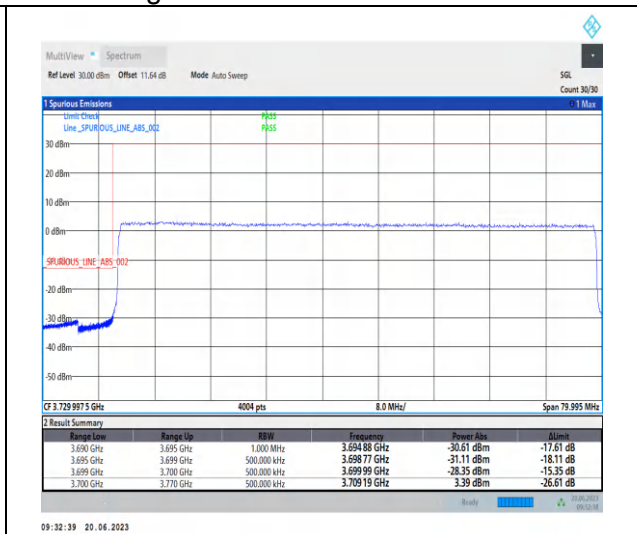 MultiView Spectrum
Ref Level 30.00 dBm Offset 11.64 dB Mode Auto Sweep SGL
Count 30/30
1 Spurious Emissions 1 Max
Limit Check PASS
Line _SPURIOUS_LINE_ABS_002 PASS
30 dBm
20 dBm
10 dBm
0 dBm
_SPURIOUS_LINE_ABS_002
-20 dBm
-30 dBm
-40 dBm
-50 dBm
CF 3.729 997 5 GHz 4004 pts 8.0 MHz/ Span 79.995 MHz
2 Result Summary
Range Low Range Up RBW Frequency Power Abs ΔLimit
3.690 GHz 3.695 GHz 1.000 MHz 3.694 88 GHz -30.61 dBm -17.61 dB
3.695 GHz 3.699 GHz 500.000 kHz 3.698 77 GHz -31.11 dBm -18.11 dB
3.699 GHz 3.700 GHz 500.000 kHz 3.699 99 GHz -28.35 dBm -15.35 dB
3.700 GHz 3.770 GHz 500.000 kHz 3.709 19 GHz 3.39 dBm -26.61 dB
Ready 20.06.2023
09:32:38
09:32:39 20.06.2023